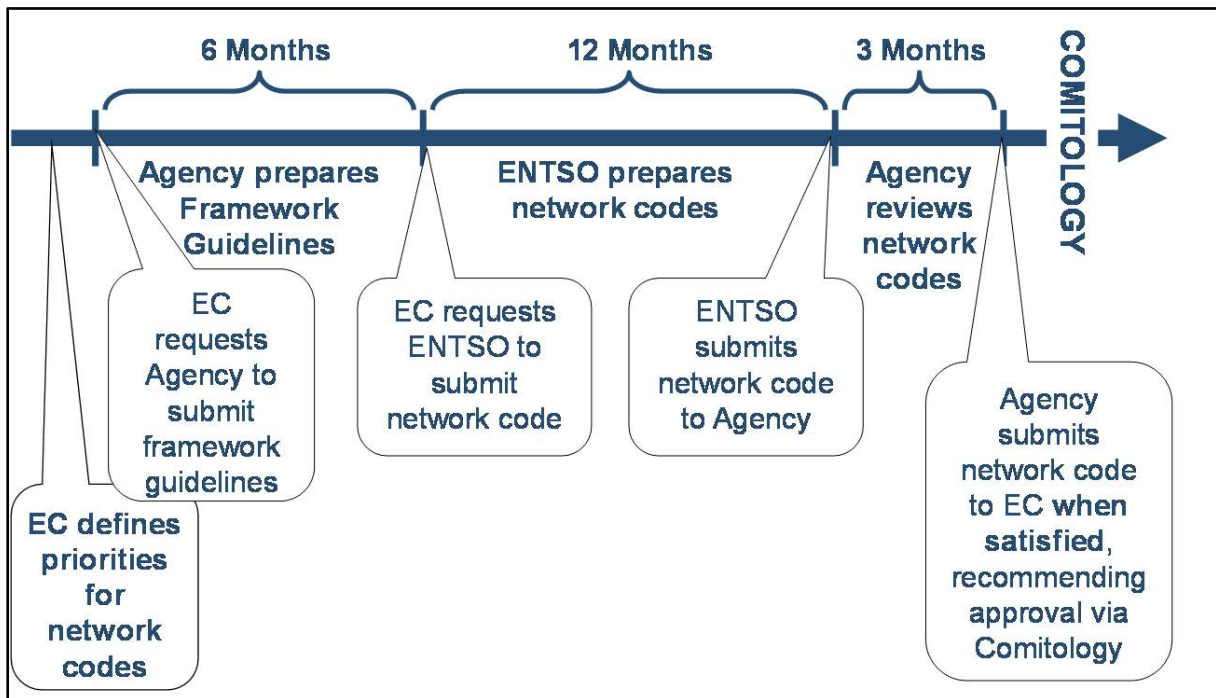 6 Months
12 Months
3 Months
COMITOLOGY
Agency prepares
Framework
Guidelines
ENTSO prepares
network codes
Agency
reviews
network
codes
EC defines
priorities
for
network
codes
EC
requests
Agency to
submit
framework
guidelines
EC requests
ENTSO to
submit
network code
ENTSO
submits
network code
to Agency
Agency
submits
network code
to EC when
satisfied,
recommending
approval via
Comitology